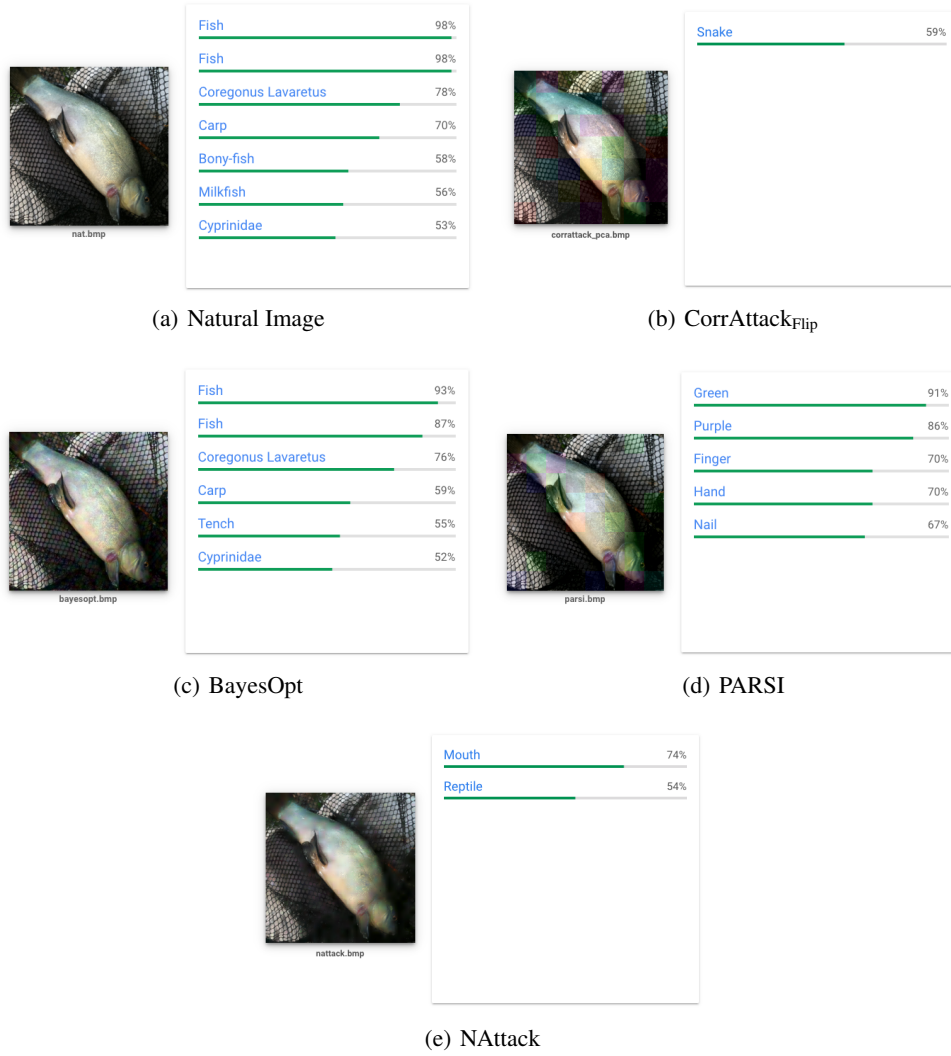 Fish 98%
Fish 98%
Coregonus Lavaretus 78%
Carp 70%
Bony-fish 58%
Milkfish 56%
Cyprinidae 53%
nat.bmp
(a) Natural Image
Snake 59%
corrattack_pca.bmp
(b) CorrAttackFlip
Fish 93%
Fish 87%
Coregonus Lavaretus 76%
Carp 59%
Tench 55%
Cyprinidae 52%
bayesopt.bmp
(c) BayesOpt
Green 91%
Purple 86%
Finger 70%
Hand 70%
Nail 67%
parsi.bmp
(d) PARSI
Mouth 74%
Reptile 54%
nattack.bmp
(e) NAttack